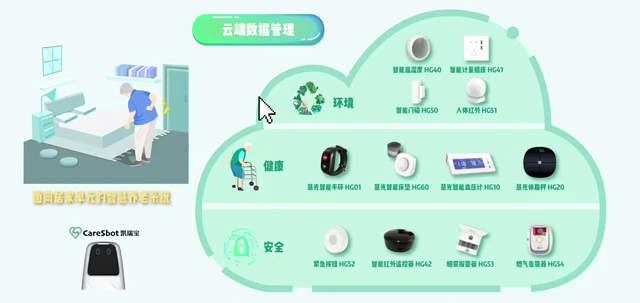 云端数据管理
智能温湿度 HG40
智能计量插座 HG41
环境
智能门磁 HG50
人体红外 HG51
健康
慧光智能手环 HG01
慧光智能床垫 HG60
慧光智能血压计 HG10
慧光体脂秤 HG20
面向居家单元的智慧养老系统
CareSbot 凯瑞宝
安全
紧急按钮 HG52
智能红外遥控器 HG42
烟雾报警器 HG53
燃气告警器 HG54